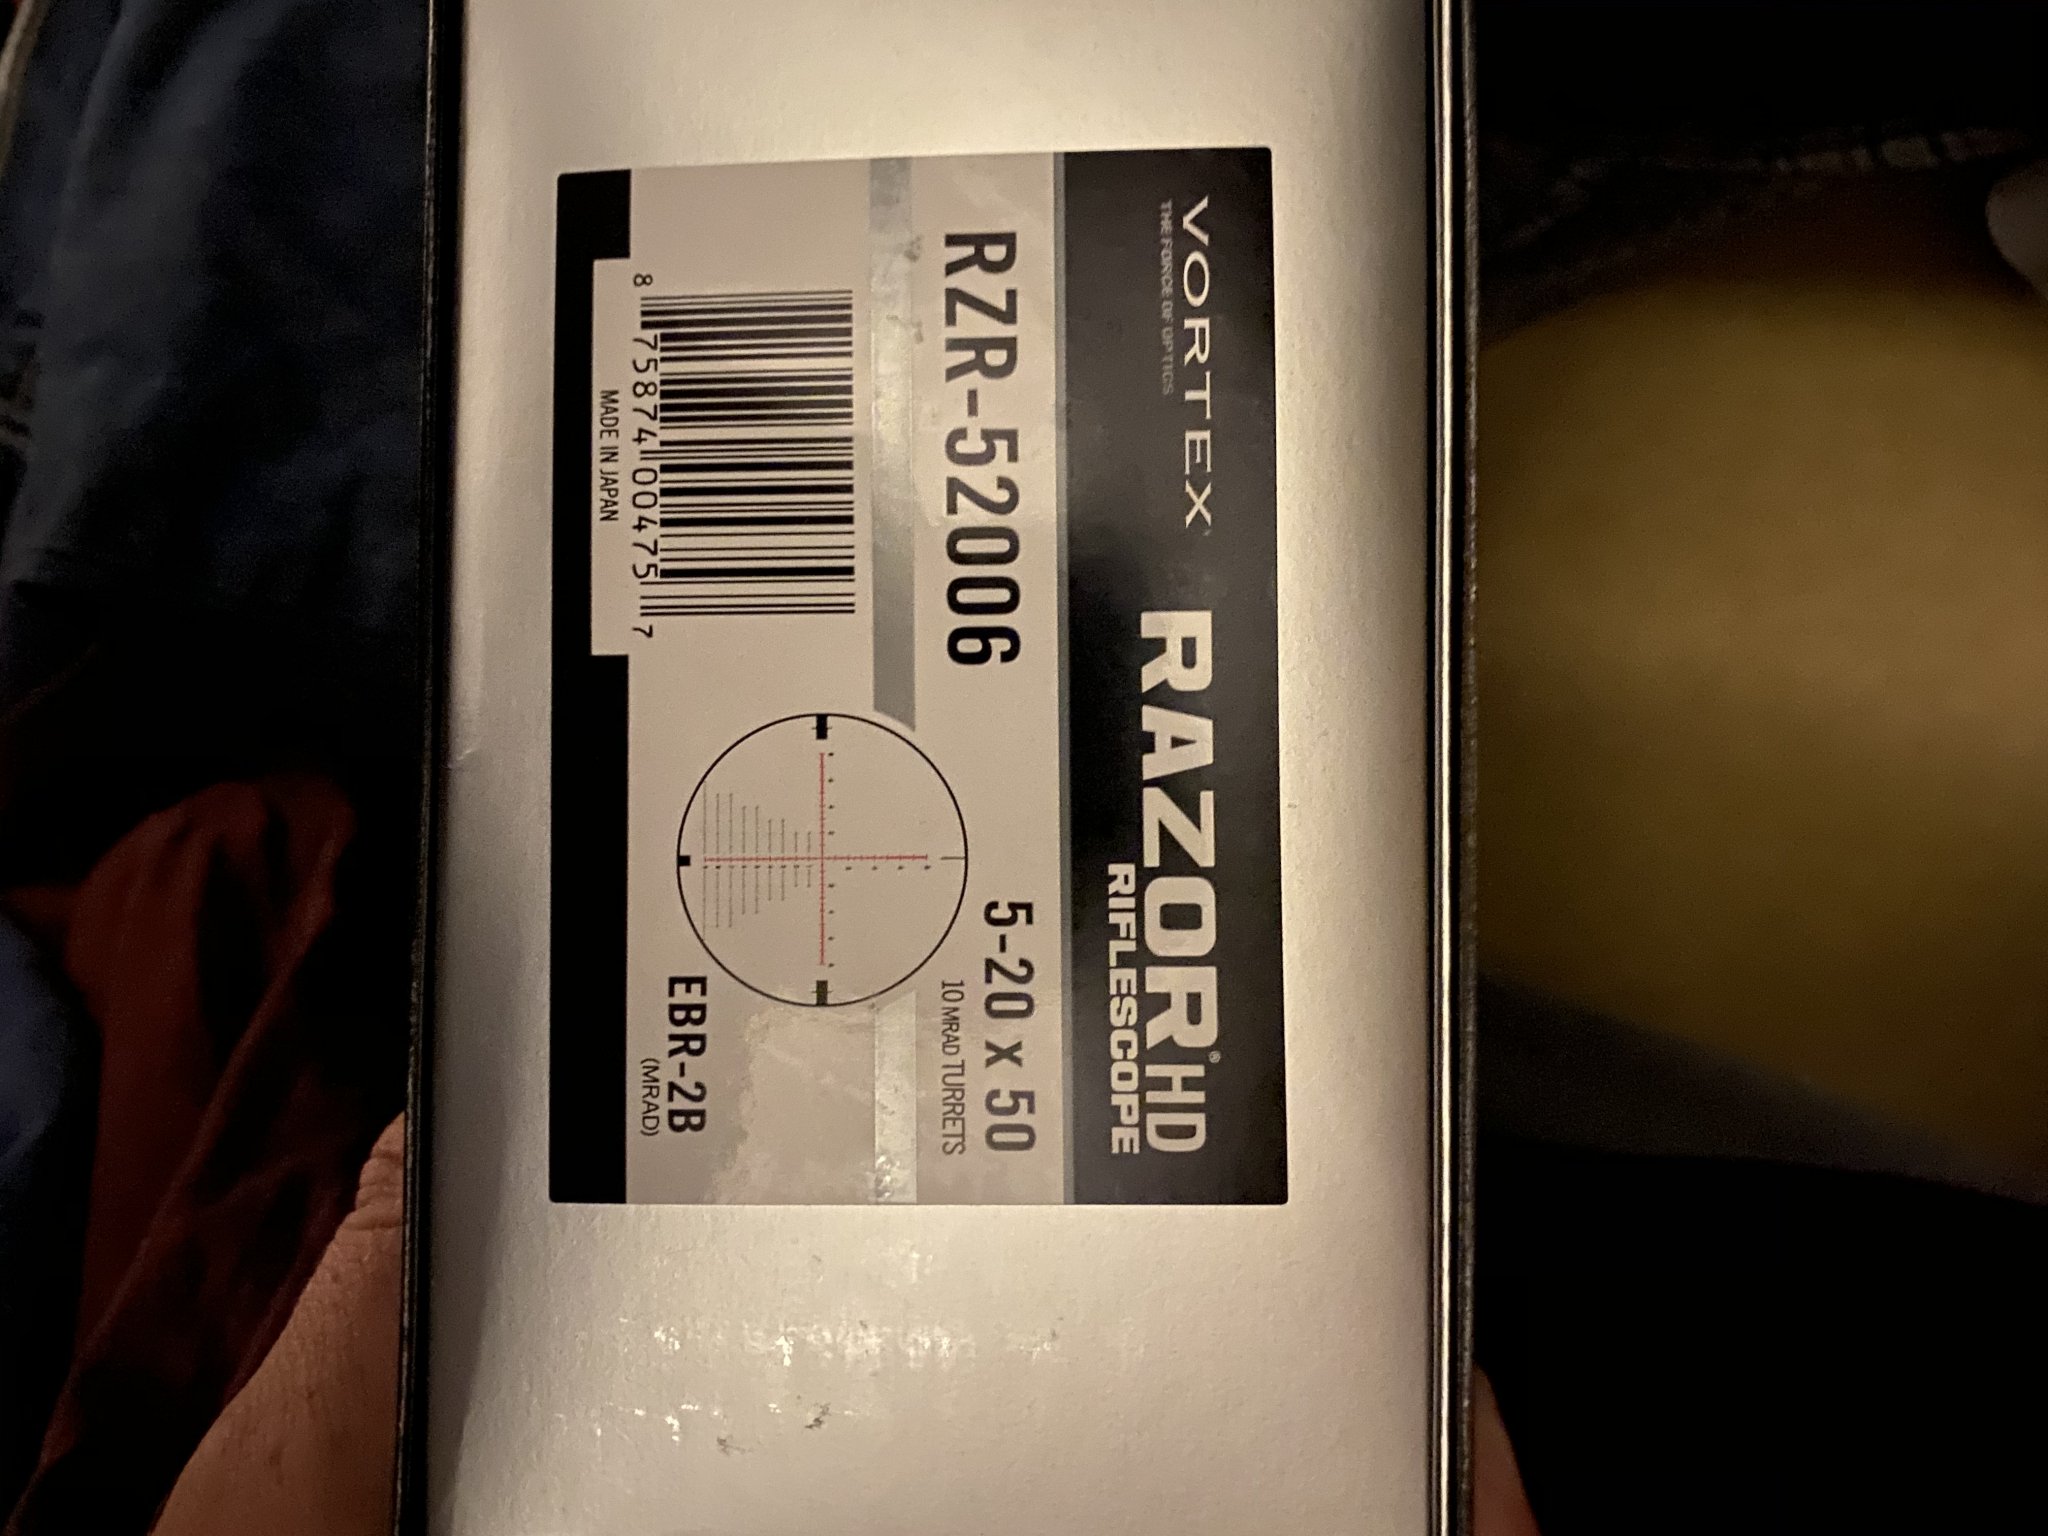 VORTEX
THE FORCE OF OPTICS
RAZOR® HD
RIFLESCOPE
RZR-52006
5-20 x 50
10 MRAD TURRETS
8 75874 00475 7
MADE IN JAPAN
EBR-2B
(MRAD)